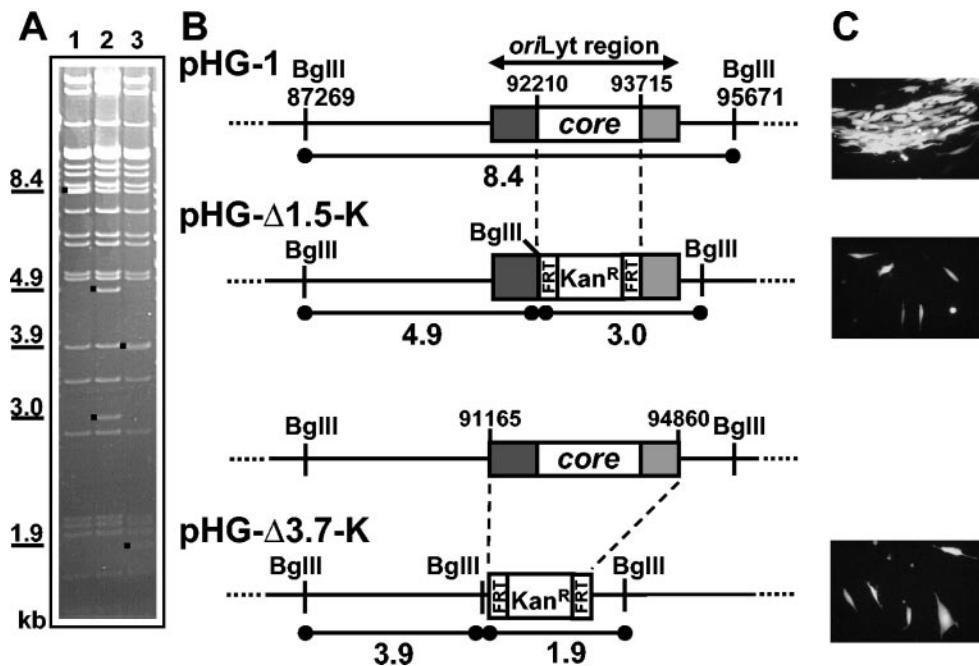 A
1 2 3
8.4
4.9
3.9
3.0
1.9
kb
B
pHG-1
oriLyt region
BglII
87269
92210
93715
BglII
95671
core
8.4
pHG-Δ1.5-K
BglII
BglII
BglII
FRT
Kan^R
FRT
4.9
3.0
BglII
91165
94860
BglII
core
pHG-Δ3.7-K
BglII
BglII
BglII
FRT
Kan^R
FRT
3.9
1.9
C